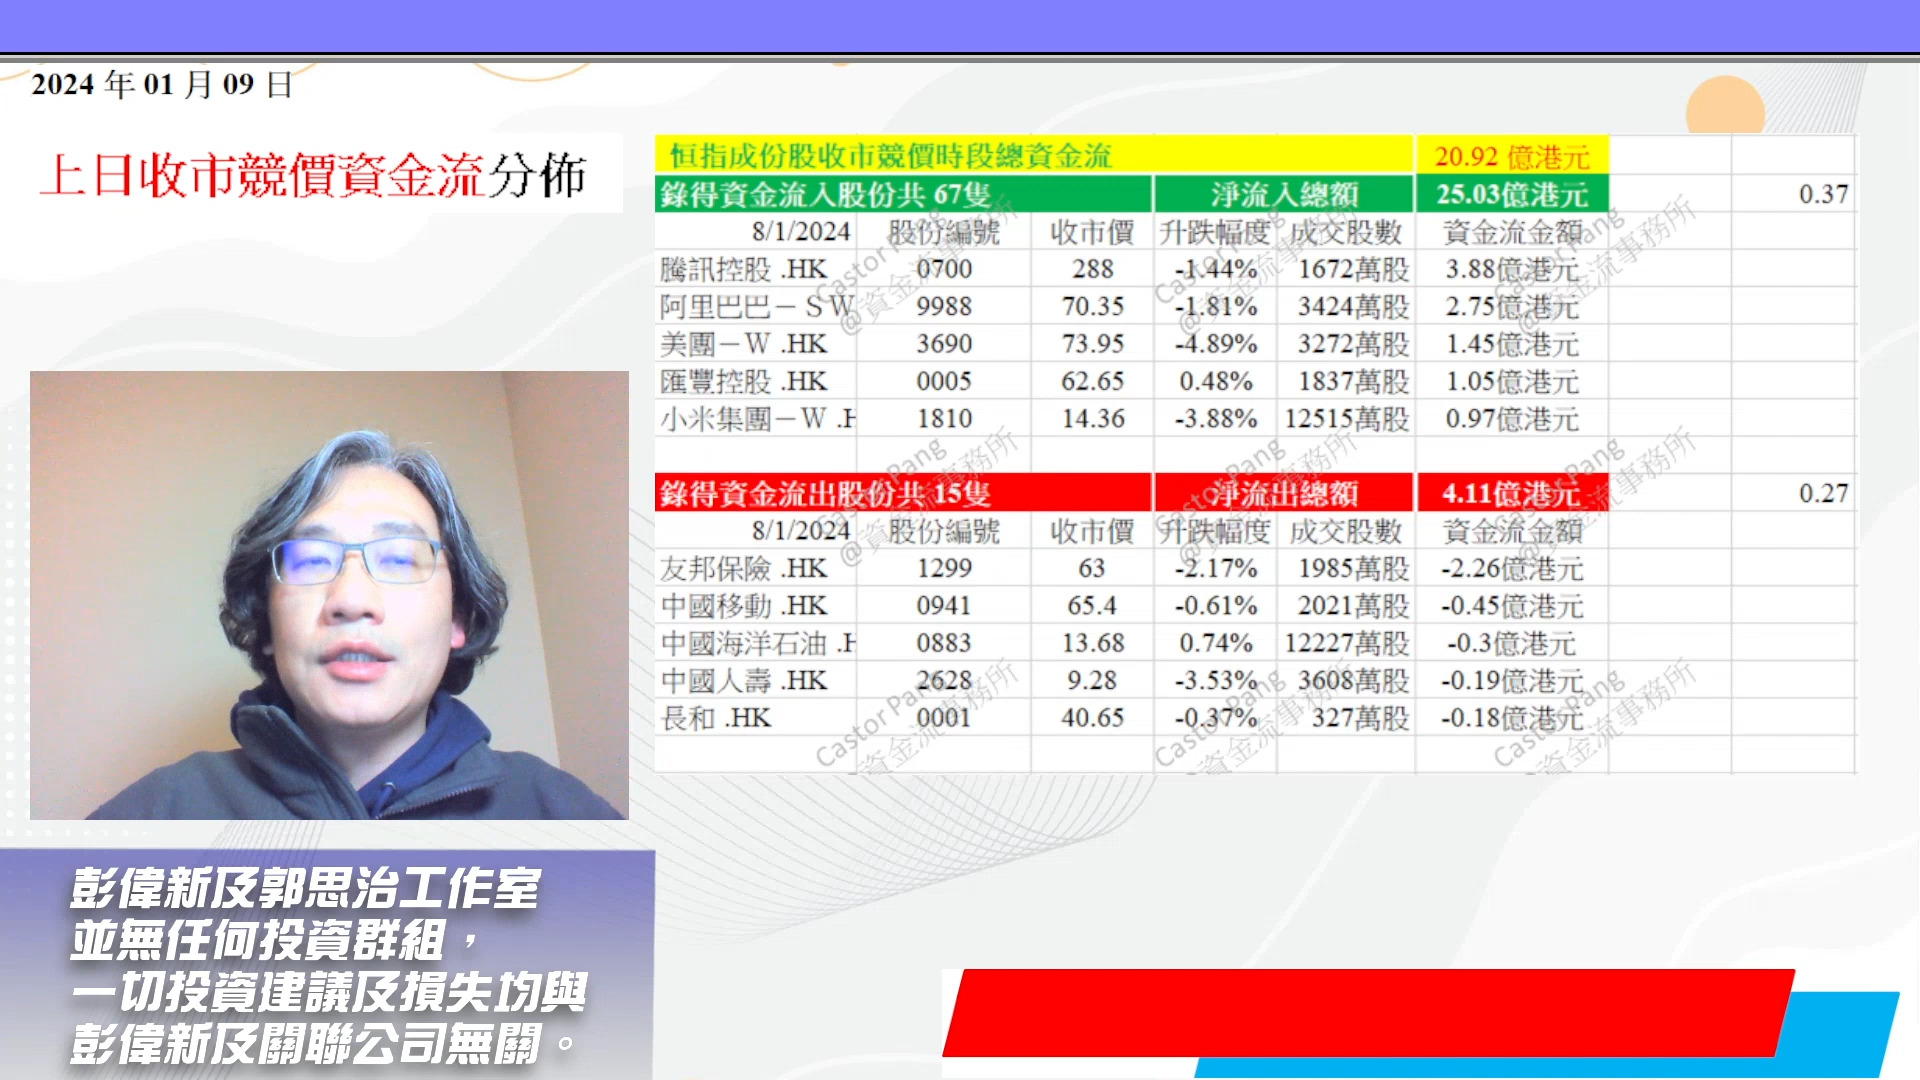 2024 年 01 月 09 日
上日收市競價資金流分佈
恒指成份股收市競價時段總資金流 20.92 億港元
錄得資金流入股份共 67隻 淨流入總額 25.03億港元 0.37
8/1/2024 股份編號 收市價 升跌幅度 成交股數 資金流金額
騰訊控股 .HK 0700 288 -1.44% 1672萬股 3.88億港元
阿里巴巴－ＳＷ 9988 70.35 -1.81% 3424萬股 2.75億港元
美團－Ｗ .HK 3690 73.95 -4.89% 3272萬股 1.45億港元
匯豐控股 .HK 0005 62.65 0.48% 1837萬股 1.05億港元
小米集團－Ｗ .H 1810 14.36 -3.88% 12515萬股 0.97億港元
錄得資金流出股份共 15隻 淨流出總額 4.11億港元 0.27
8/1/2024 股份編號 收市價 升跌幅度 成交股數 資金流金額
友邦保險 .HK 1299 63 -2.17% 1985萬股 -2.26億港元
中國移動 .HK 0941 65.4 -0.61% 2021萬股 -0.45億港元
中國海洋石油 .H 0883 13.68 0.74% 12227萬股 -0.3億港元
中國人壽 .HK 2628 9.28 -3.53% 3608萬股 -0.19億港元
長和 .HK 0001 40.65 -0.37% 327萬股 -0.18億港元
Castor Pang
@資金流事務所
彭偉新及郭思治工作室
並無任何投資群組，
一切投資建議及損失均與
彭偉新及關聯公司無關。